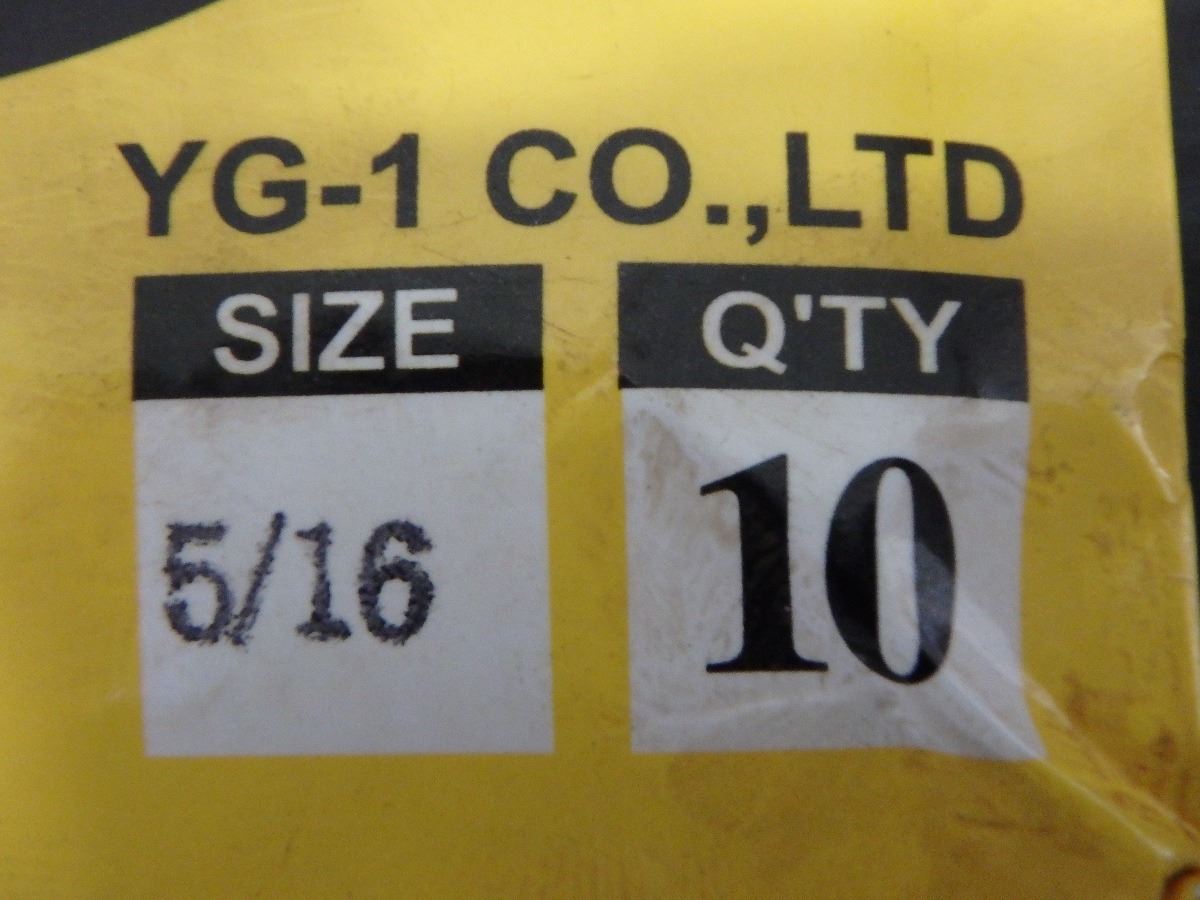 YG-1 CO.,LTD
SIZE Q'TY
5/16 10